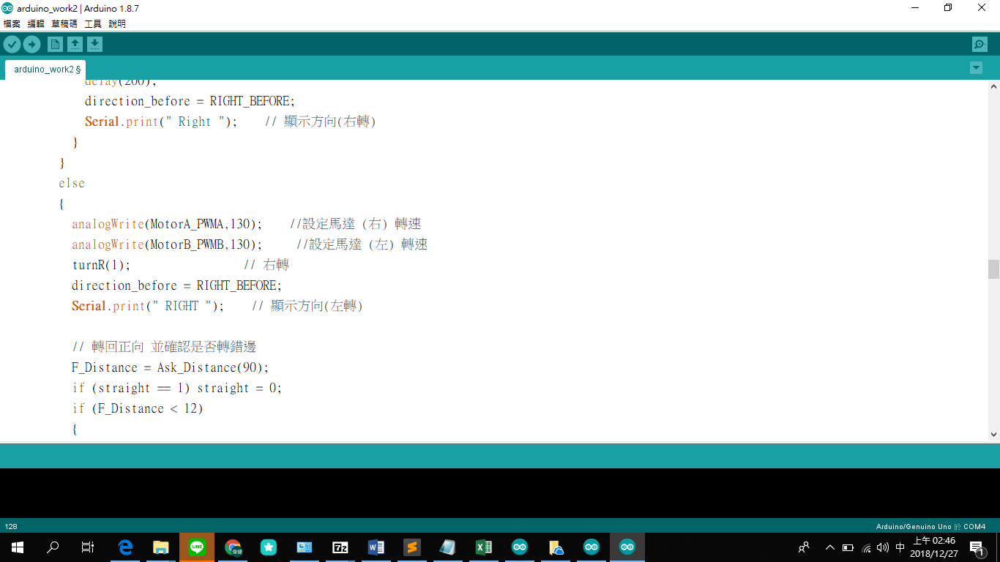 arduino_work2 | Arduino 1.8.7
檔案 編輯 草稿碼 工具 說明
arduino_work2 §
delay(200);
direction_before = RIGHT_BEFORE;
Serial.print(" Right "); // 顯示方向(右轉)
}
}
else
{
analogWrite(MotorA_PWMA,130); //設定馬達 (右) 轉速
analogWrite(MotorB_PWMB,130); //設定馬達 (左) 轉速
turnR(1); // 右轉
direction_before = RIGHT_BEFORE;
Serial.print(" RIGHT "); // 顯示方向(左轉)
// 轉回正向 並確認是否轉錯邊
F_Distance = Ask_Distance(90);
if (straight == 1) straight = 0;
if (F_Distance < 12)
{
128
Arduino/Genuino Uno 於 COM4
LINE
7z
中
上午 02:46
2018/12/27
1